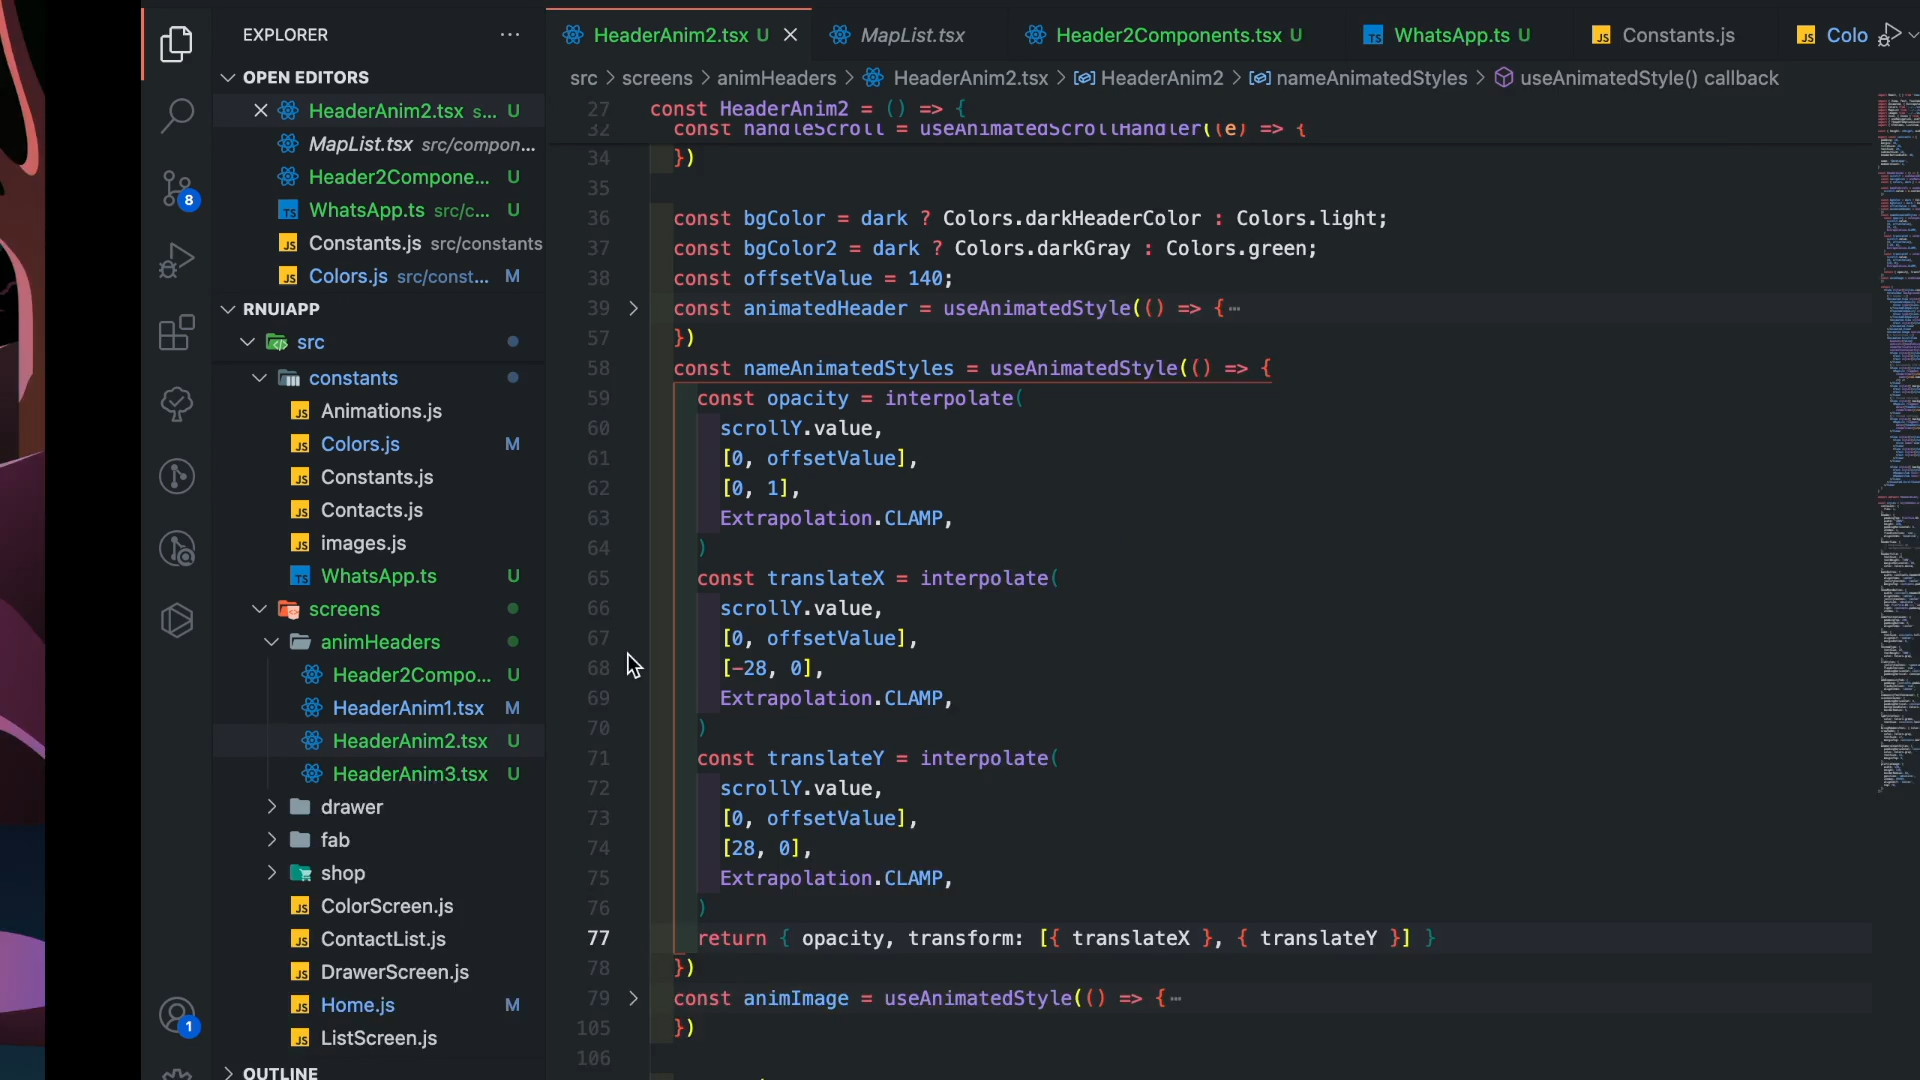 EXPLORER
OPEN EDITORS
HeaderAnim2.tsx s... U
MapList.tsx src/compon...
Header2Compone... U
WhatsApp.ts src/c... U
Constants.js src/constants
Colors.js src/const... M
RNUIAPP
src
constants
Animations.js
Colors.js M
Constants.js
Contacts.js
images.js
WhatsApp.ts U
screens
animHeaders
Header2Compo... U
HeaderAnim1.tsx M
HeaderAnim2.tsx U
HeaderAnim3.tsx U
drawer
fab
shop
ColorScreen.js
ContactList.js
DrawerScreen.js
Home.js M
ListScreen.js
OUTLINE
8
1
HeaderAnim2.tsx U
MapList.tsx
Header2Components.tsx U
WhatsApp.ts U
Constants.js
Colo
src > screens > animHeaders > HeaderAnim2.tsx > HeaderAnim2 > nameAnimatedStyles > useAnimatedStyle() callback
27 const HeaderAnim2 = () => {
32 const handleScroll = useAnimatedScrollHandler((e) => {
34 })
35
36 const bgColor = dark ? Colors.darkHeaderColor : Colors.light;
37 const bgColor2 = dark ? Colors.darkGray : Colors.green;
38 const offsetValue = 140;
39 const animatedHeader = useAnimatedStyle(() => {⋯
57 })
58 const nameAnimatedStyles = useAnimatedStyle(() => {
59 const opacity = interpolate(
60 scrollY.value,
61 [0, offsetValue],
62 [0, 1],
63 Extrapolation.CLAMP,
64 )
65 const translateX = interpolate(
66 scrollY.value,
67 [0, offsetValue],
68 [-28, 0],
69 Extrapolation.CLAMP,
70 )
71 const translateY = interpolate(
72 scrollY.value,
73 [0, offsetValue],
74 [28, 0],
75 Extrapolation.CLAMP,
76 )
77 return { opacity, transform: [{ translateX }, { translateY }] }
78 })
79 const animImage = useAnimatedStyle(() => {⋯
105 })
106